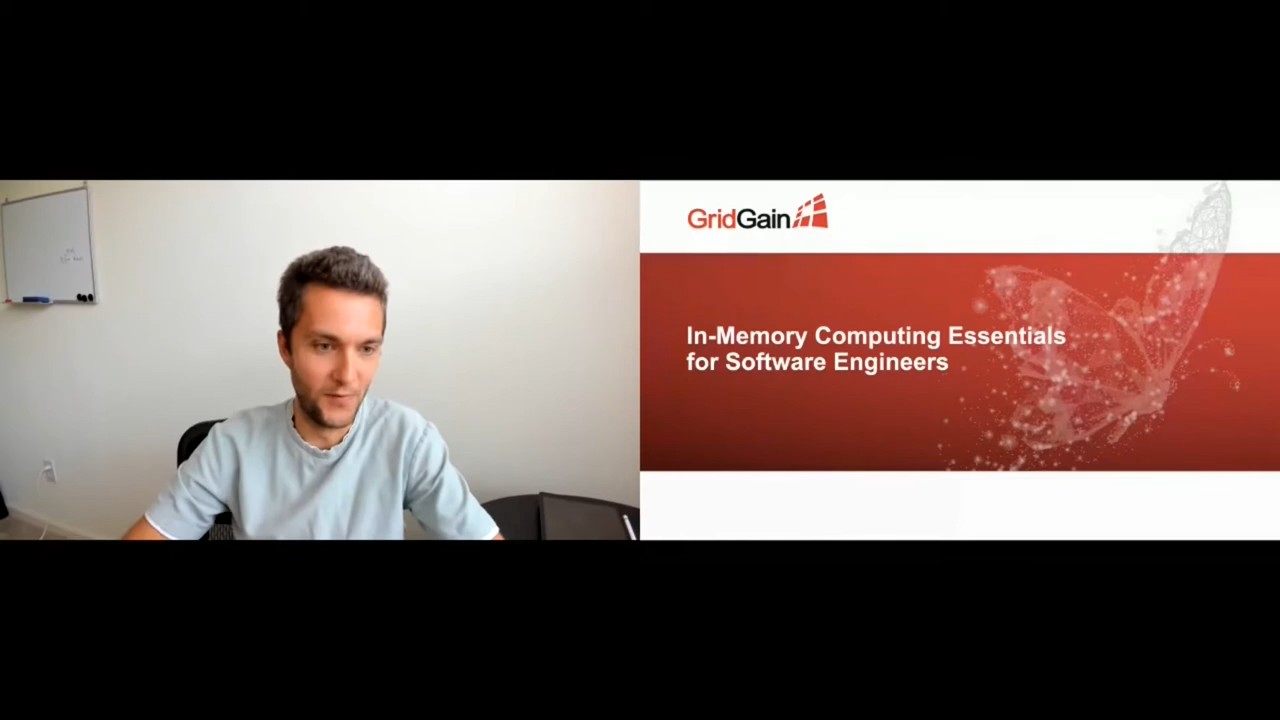 GridGain
In-Memory Computing Essentials
for Software Engineers